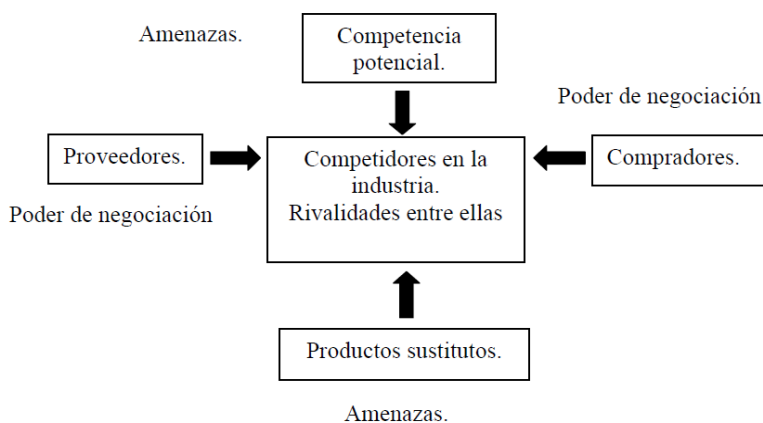 Amenazas.
Competencia
potencial.
Poder de negociación
Proveedores.
Competidores en la
industria.
Rivalidades entre ellas
Compradores.
Poder de negociación
Productos sustitutos.
Amenazas.